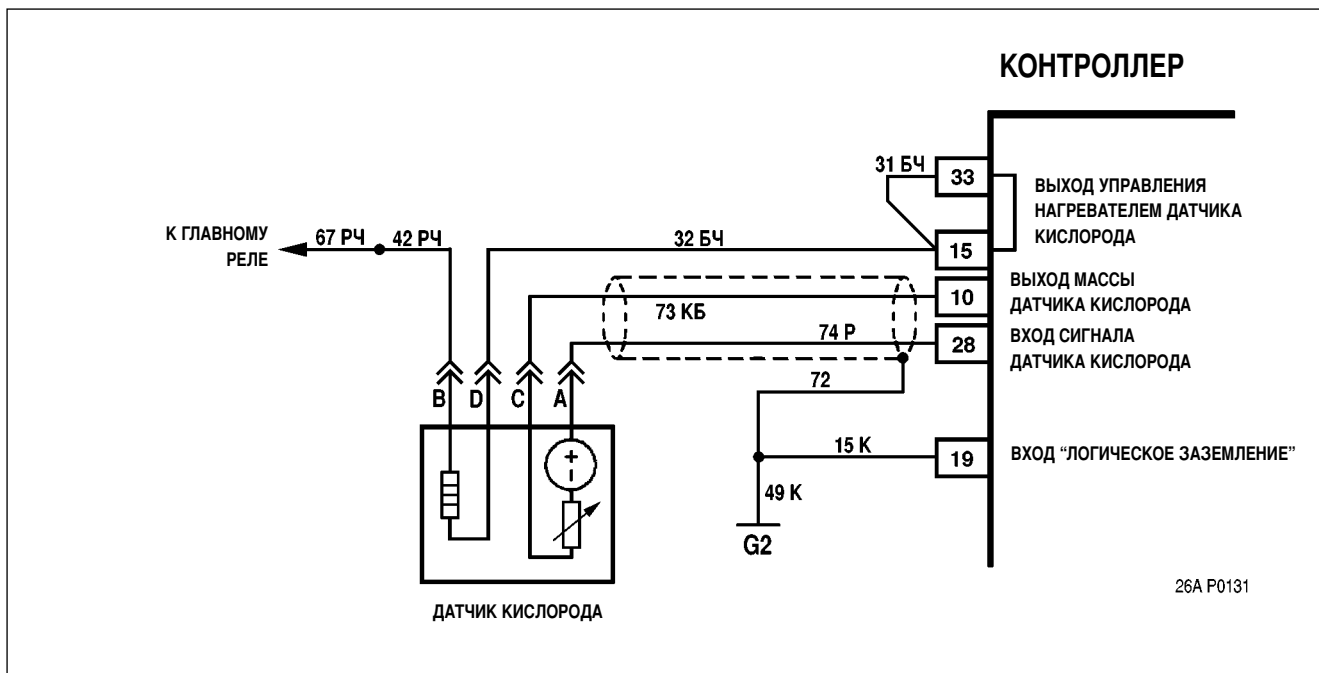 КОНТРОЛЛЕР
31 БЧ
33
ВЫХОД УПРАВЛЕНИЯ
НАГРЕВАТЕЛЕМ ДАТЧИКА
КИСЛОРОДА
К ГЛАВНОМУ
РЕЛЕ
67 РЧ
42 РЧ
32 БЧ
15
10
ВЫХОД МАССЫ
ДАТЧИКА КИСЛОРОДА
73 КБ
74 Р
28
ВХОД СИГНАЛА
ДАТЧИКА КИСЛОРОДА
72
B
D
C
A
15 К
19
ВХОД “ЛОГИЧЕСКОЕ ЗАЗЕМЛЕНИЕ”
+
–
49 К
G2
26А Р0131
ДАТЧИК КИСЛОРОДА